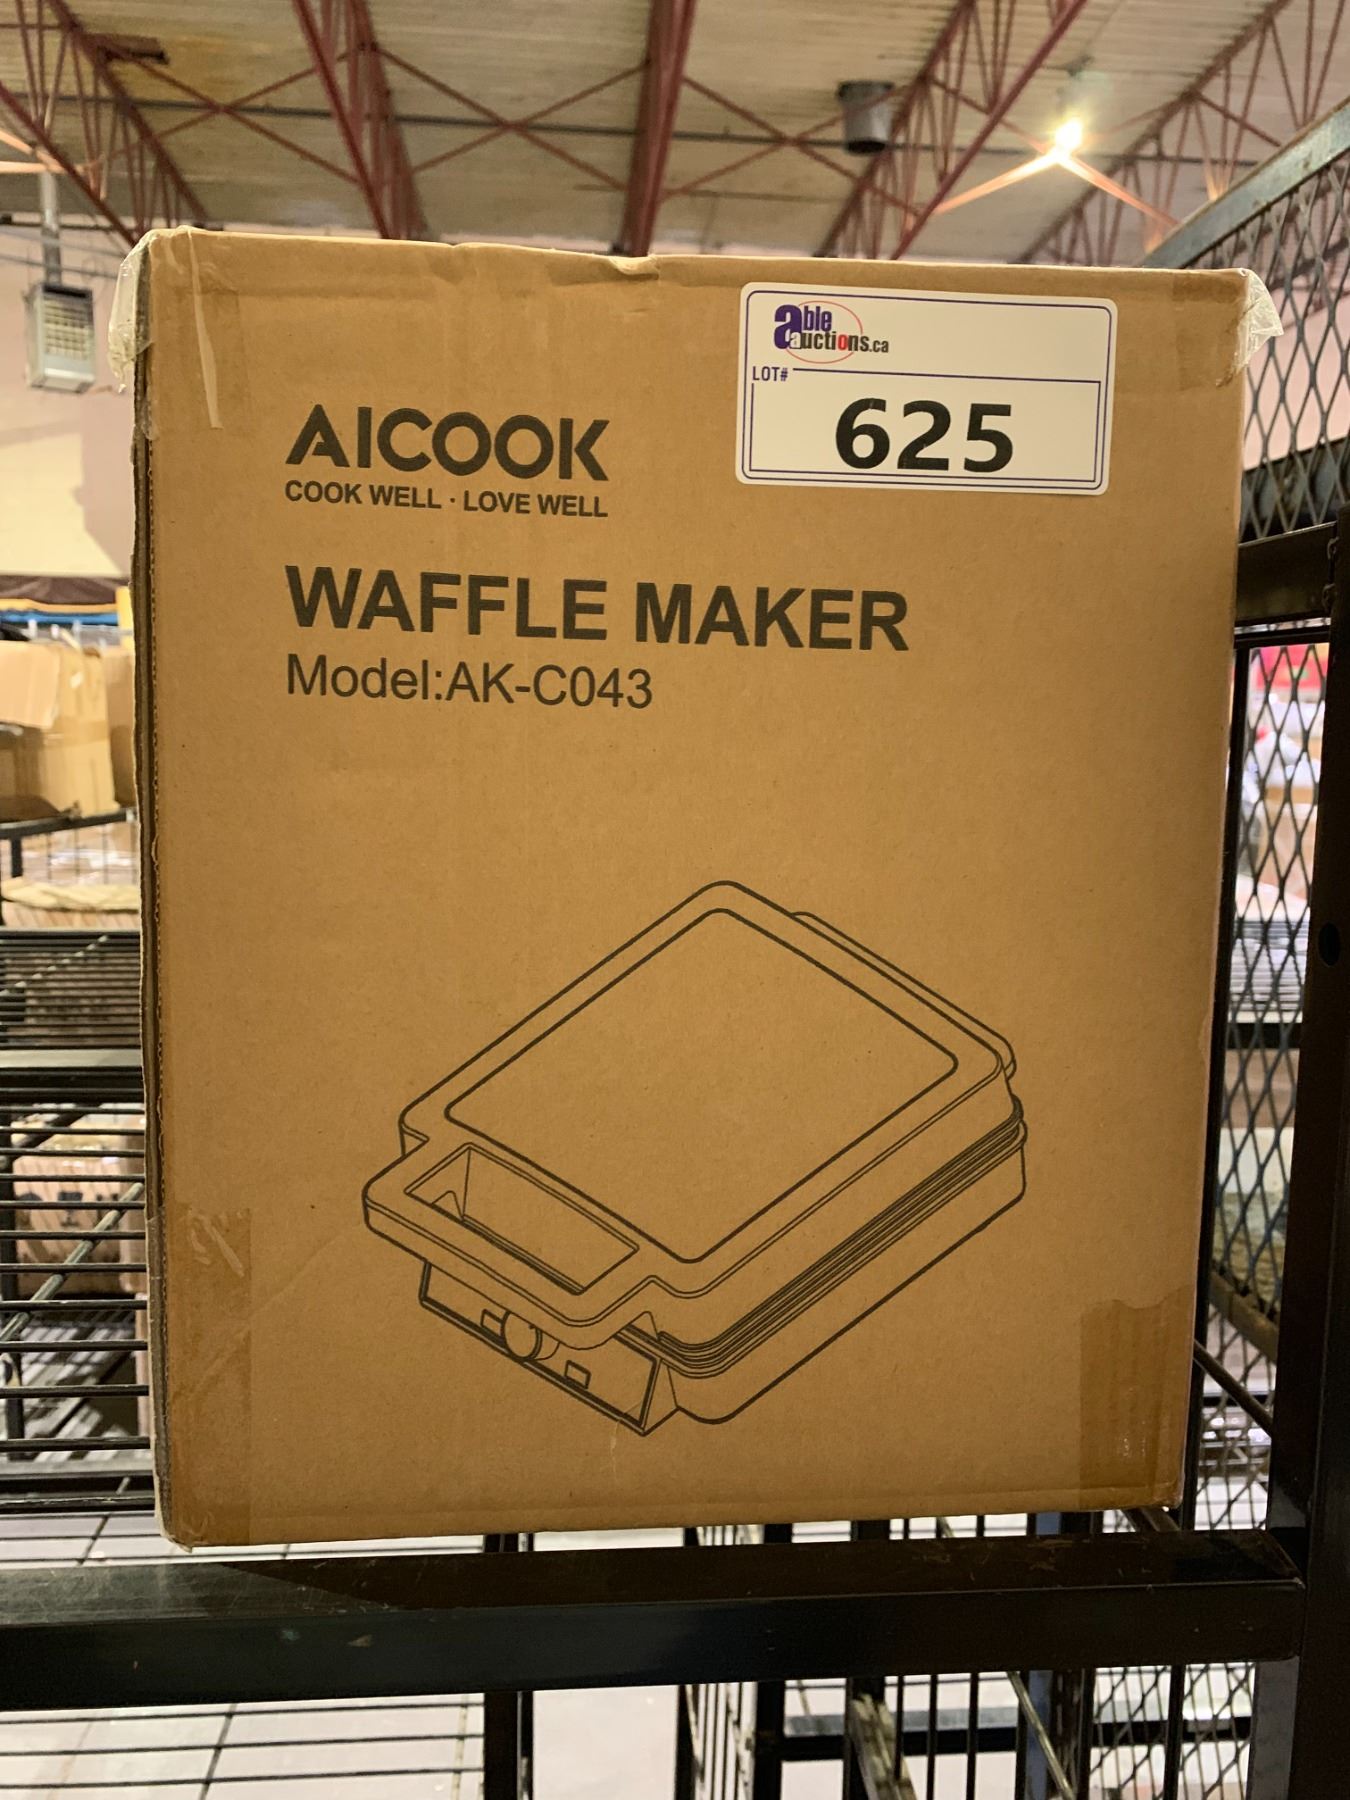 able
auctions.ca
LOT#
625
AICOOK
COOK WELL · LOVE WELL
WAFFLE MAKER
Model:AK-C043